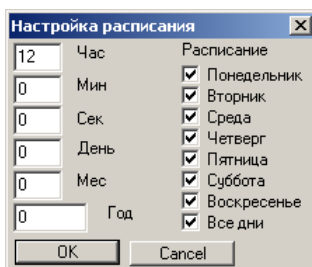 Настройка расписания
12 Час
0 Мин
0 Сек
0 День
0 Мес
0 Год
Расписание
Понедельник
Вторник
Среда
Четверг
Пятница
Суббота
Воскресенье
Все дни
OK Cancel